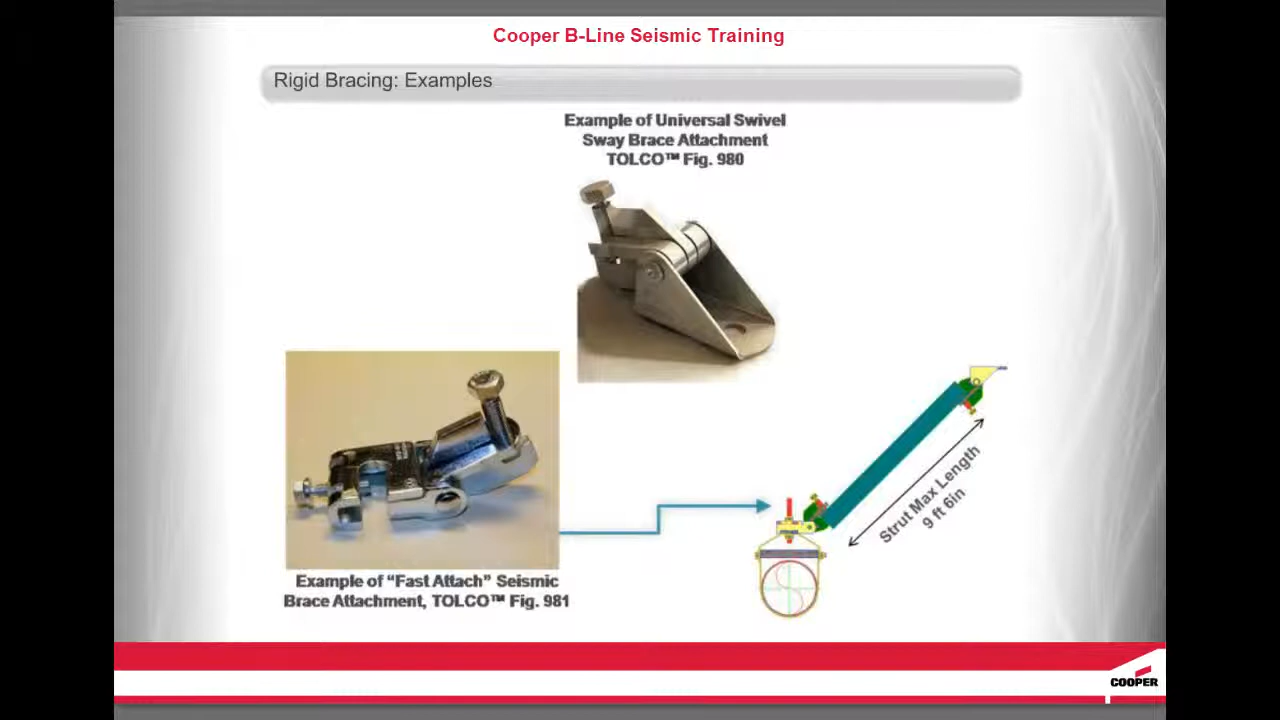 Cooper B-Line Seismic Training
Rigid Bracing: Examples
Example of Universal Swivel
Sway Brace Attachment
TOLCO™ Fig. 980
Strut Max Length
9 ft 6in
Example of “Fast Attach” Seismic
Brace Attachment, TOLCO™ Fig. 981
COOPER